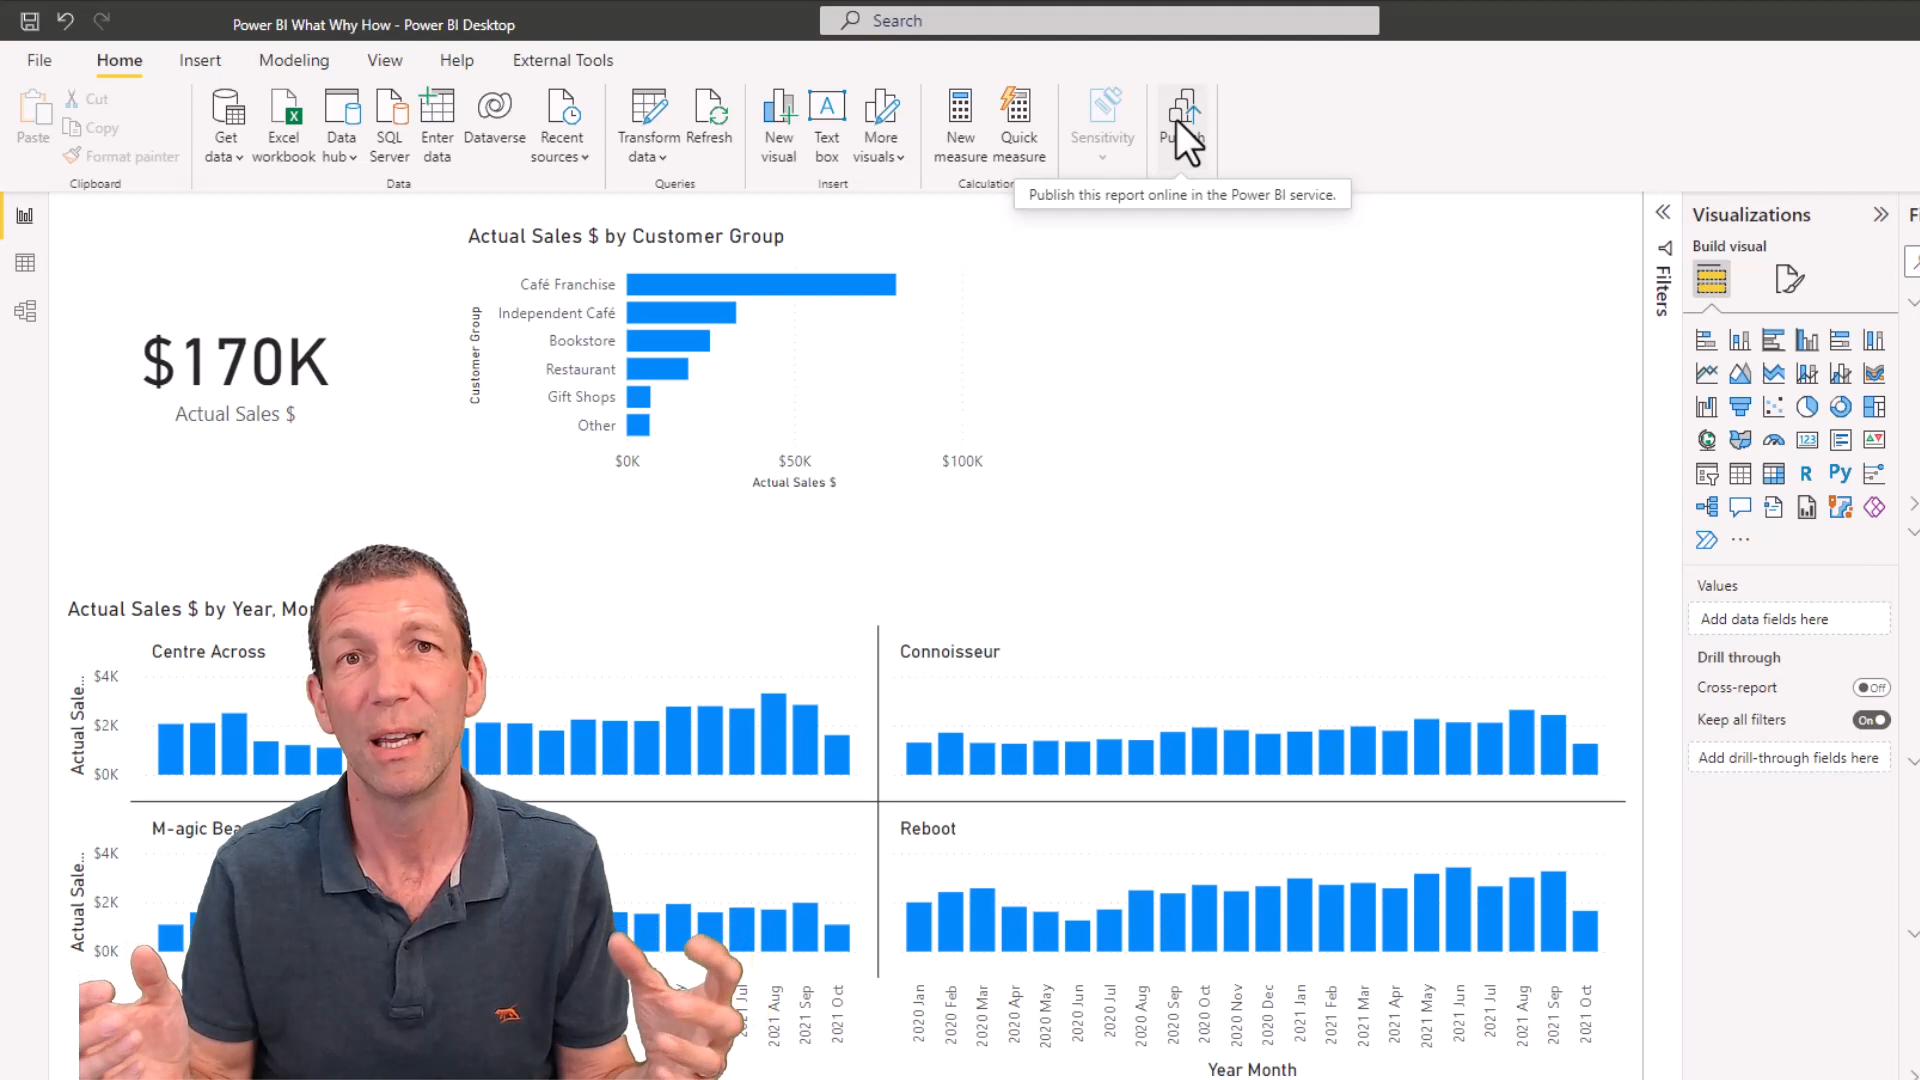 Power BI What Why How - Power BI Desktop
Search
File Home Insert Modeling View Help External Tools
Paste
Cut
Copy
Format painter
Clipboard
Get data
Excel workbook
Data hub
SQL Server
Enter data
Dataverse
Recent sources
Data
Transform data
Refresh
Queries
New visual
Text box
More visuals
Insert
New measure
Quick measure
Sensitivity
Publish this report online in the Power BI service.
Actual Sales $ by Customer Group
Customer Group
Café Franchise
Independent Café
Bookstore
Restaurant
Gift Shops
Other
$0K $50K $100K
Actual Sales $
$170K
Actual Sales $
Actual Sales $ by Year,
Centre Across
Actual Sale...
$4K
$2K
$0K
Connoisseur
M-agic
Actual Sale...
$4K
$2K
$0K
Reboot
2021 Aug
2021 Sep
2021 Oct
2020 Jan
2020 Feb
2020 Mar
2020 Apr
2020 May
2020 Jun
2020 Jul
2020 Aug
2020 Sep
2020 Oct
2020 Nov
2020 Dec
2021 Jan
2021 Feb
2021 Mar
2021 Apr
2021 May
2021 Jun
2021 Jul
2021 Aug
2021 Sep
2021 Oct
Year Month
Filters
Visualizations
Build visual
123
R
Py
Values
Add data fields here
Drill through
Cross-report Off
Keep all filters On
Add drill-through fields here